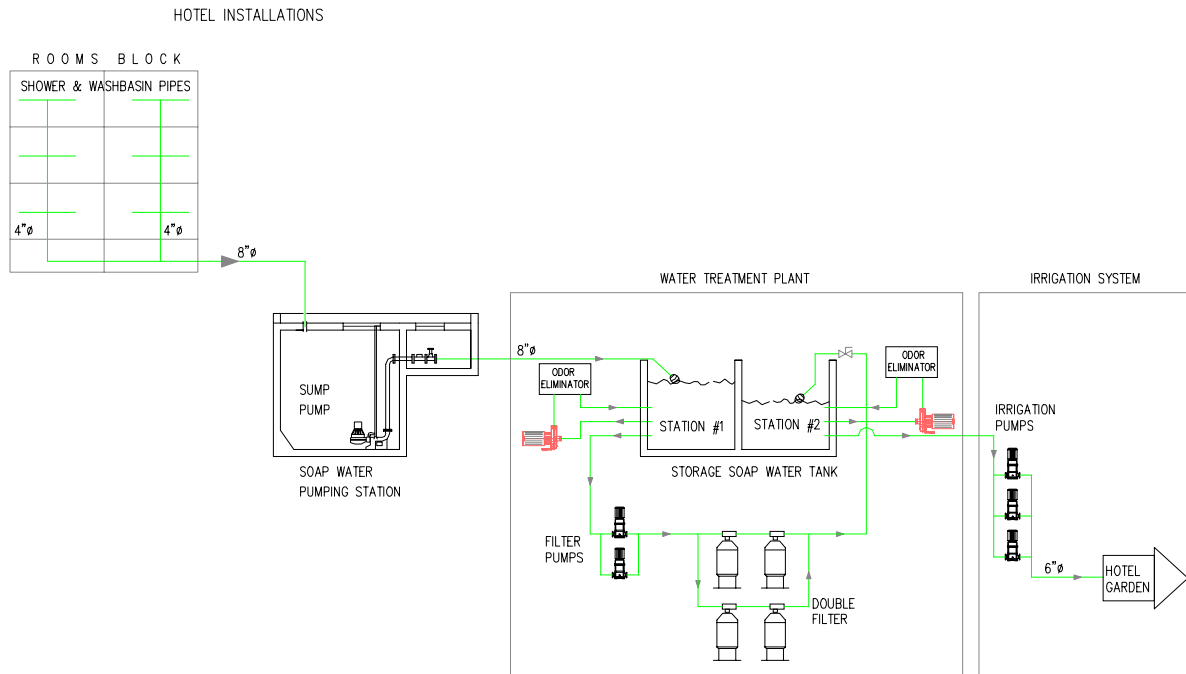 HOTEL INSTALLATIONS
ROOMS BLOCK
SHOWER & WASHBASIN PIPES
4"ø
4"ø
8"ø
WATER TREATMENT PLANT
IRRIGATION SYSTEM
8"ø
ODOR
ELIMINATOR
ODOR
ELIMINATOR
SUMP
PUMP
STATION #1
STATION #2
IRRIGATION
PUMPS
SOAP WATER
PUMPING STATION
STORAGE SOAP WATER TANK
FILTER
PUMPS
DOUBLE
FILTER
6"ø
HOTEL
GARDEN